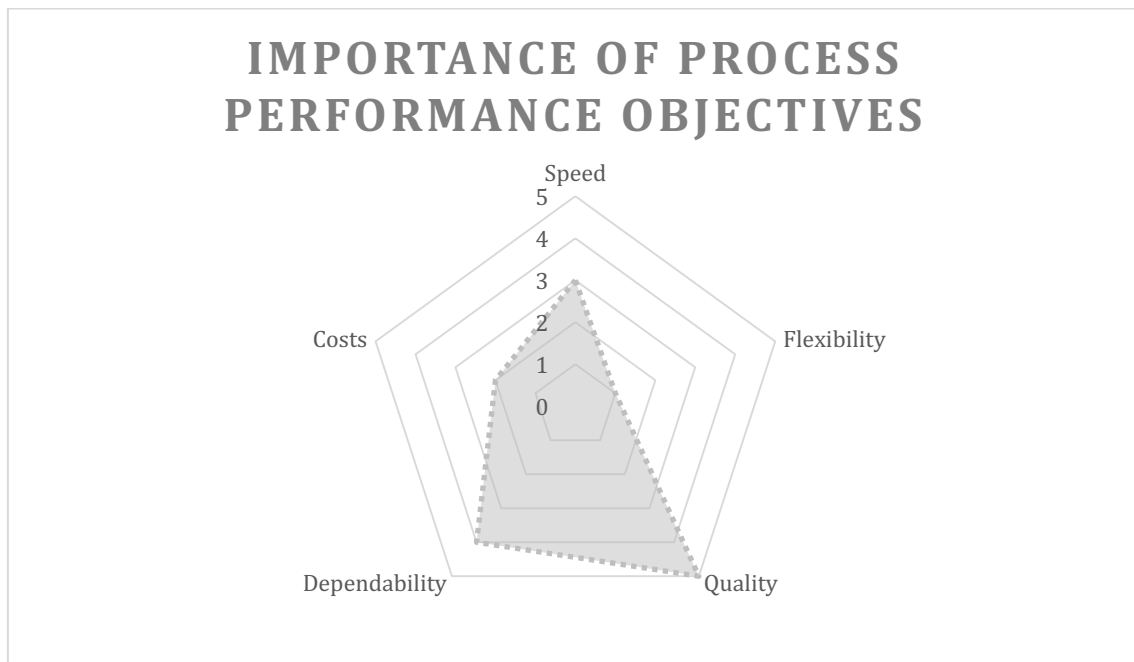 IMPORTANCE OF PROCESS
PERFORMANCE OBJECTIVES
Speed
5
4
3
2
1
0
Costs
Flexibility
Dependability
Quality